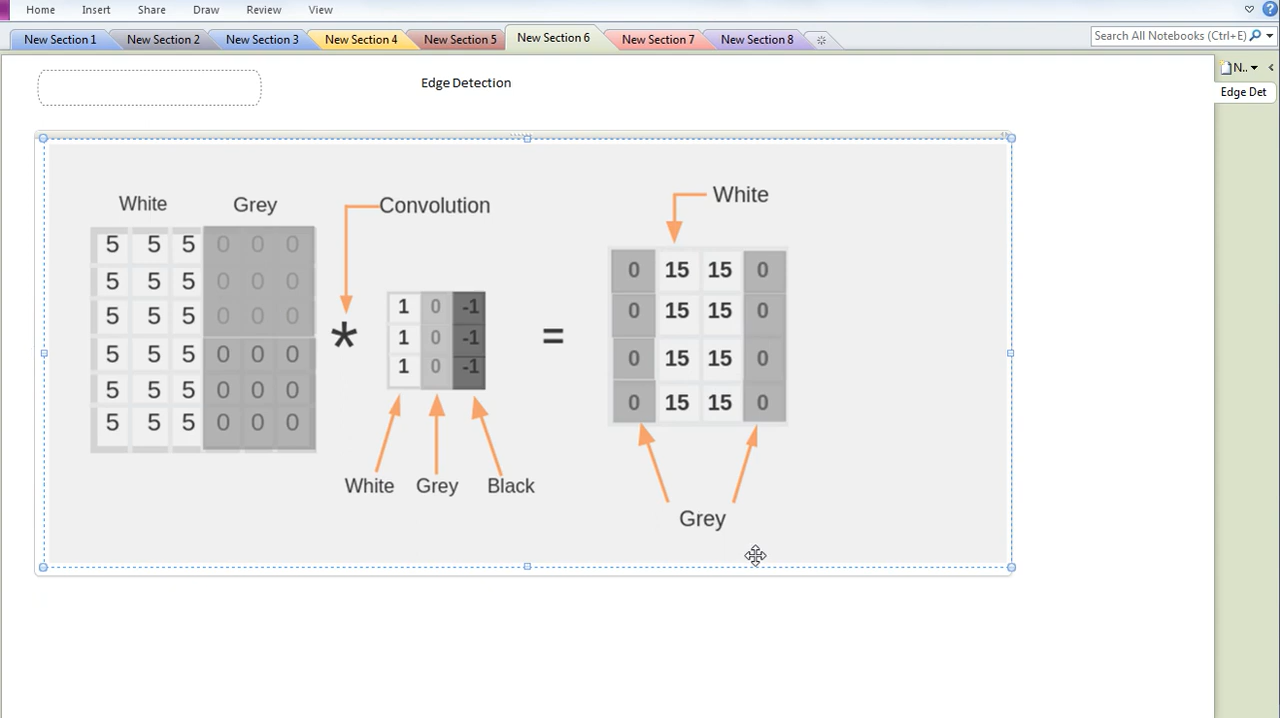 Home Insert Share Draw Review View
New Section 1 New Section 2 New Section 3 New Section 4 New Section 5 New Section 6 New Section 7 New Section 8 Search All Notebooks (Ctrl+E)
N..
Edge Detection
Edge Det
White Grey Convolution White
5 5 5 0 0 0
5 5 5 0 0 0
5 5 5 0 0 0
5 5 5 0 0 0
5 5 5 0 0 0
5 5 5 0 0 0
*
1 0 -1
1 0 -1
1 0 -1
White Grey Black
=
0 15 15 0
0 15 15 0
0 15 15 0
0 15 15 0
Grey